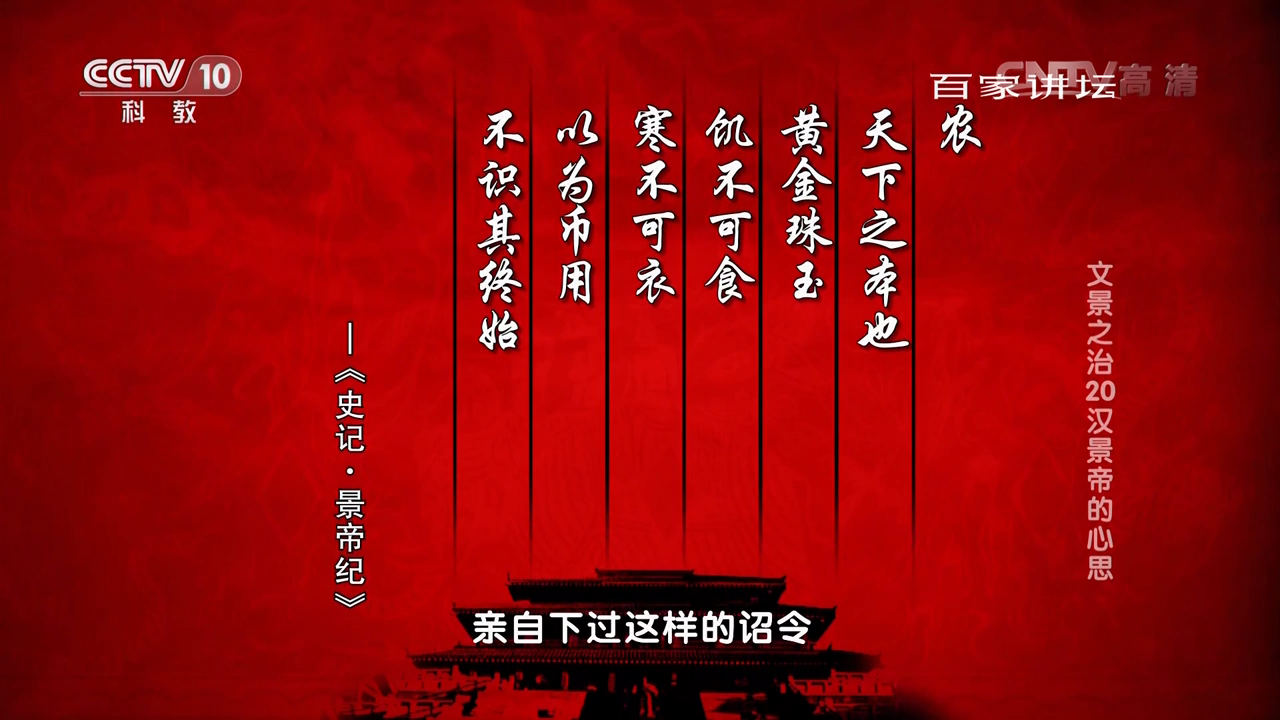 CCTV 10
科教
百家讲坛
CNTV高清
农
天下之本也
黄金珠玉
饥不可食
寒不可衣
以为币用
不识其终始
—《史记·景帝纪》
文景之治20汉景帝的心思
亲自下过这样的诏令